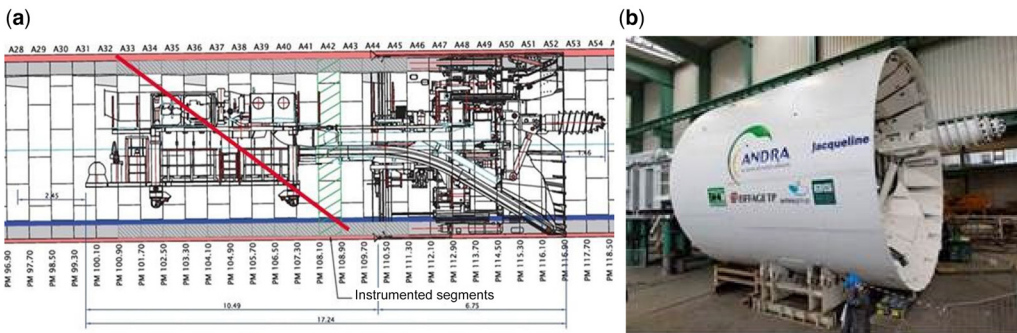 (a)
A28 A29 A30 A31 A32 A33 A34 A35 A36 A37 A38 A39 A40 A41 A42 A43 A44 A45 A46 A47 A48 A49 A50 A51 A52 A53 A54
2.45
1.46
PM 96.90
PM 97.70
PM 98.50
PM 99.30
PM 100.10
PM 100.90
PM 101.70
PM 102.50
PM 103.30
PM 104.10
PM 104.90
PM 105.70
PM 106.50
PM 107.30
PM 108.10
PM 108.90
PM 109.70
PM 110.50
PM 111.30
PM 112.10
PM 112.90
PM 113.70
PM 114.50
PM 115.30
PM 116.10
PM 116.90
PM 117.70
PM 118.50
Instrumented segments
10.49
6.75
17.24
(b)
ANDRA
Jacqueline
EIFFAGE TP